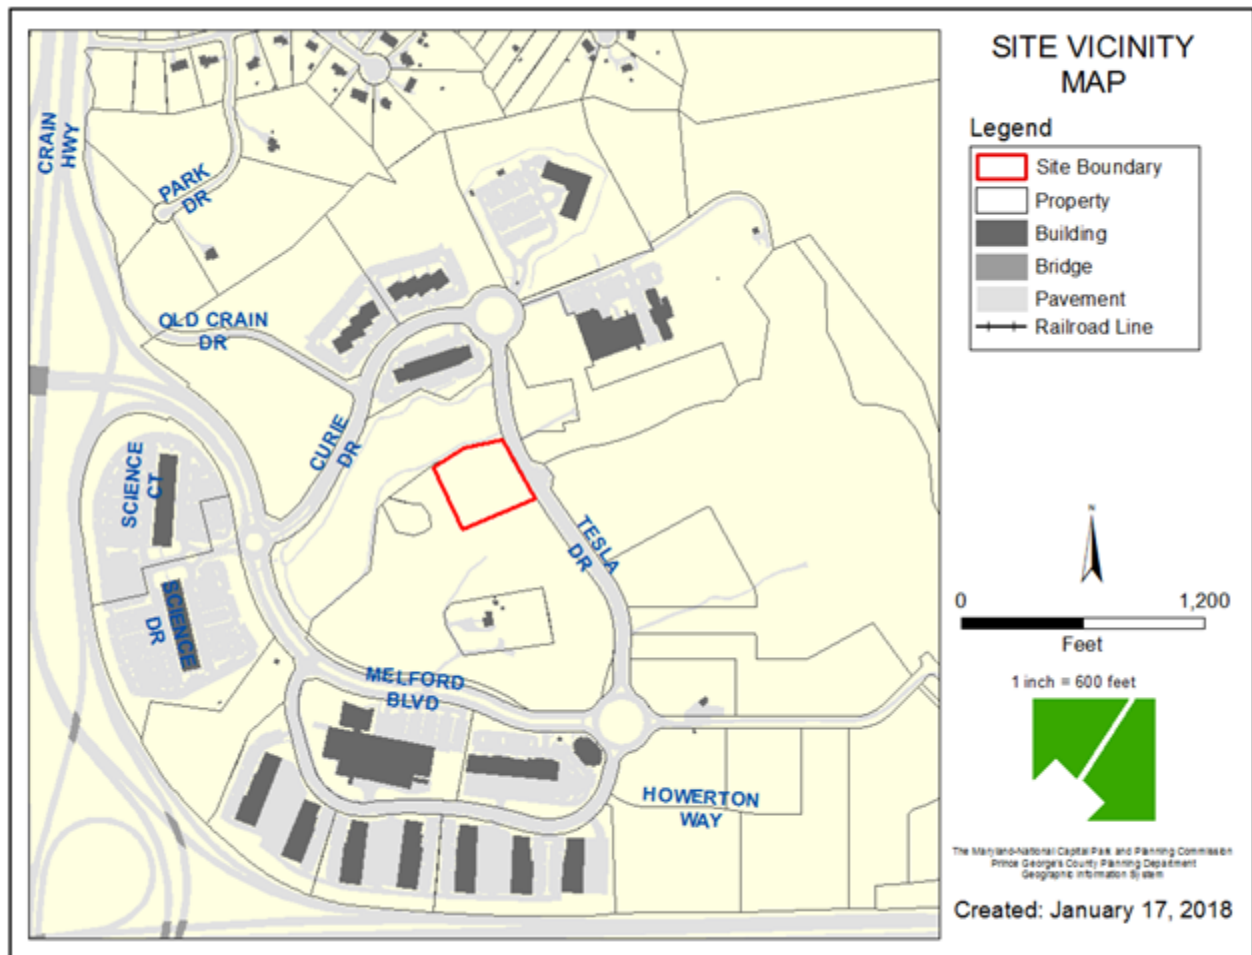 SITE VICINITY
MAP
Legend
Site Boundary
Property
Building
Bridge
Pavement
Railroad Line
CRAIN
HWY
PARK
DR
OLD CRAIN
DR
CURIE
DR
SCIENCE
CT
SCIENCE
DR
TESLA
DR
MELFORD
BLVD
HOWERTON
WAY
N
0 1,200
Feet
1 inch = 600 feet
The Maryland-National Capital Park and Planning Commission
Prince George's County Planning Department
Geographic Information System
Created: January 17, 2018